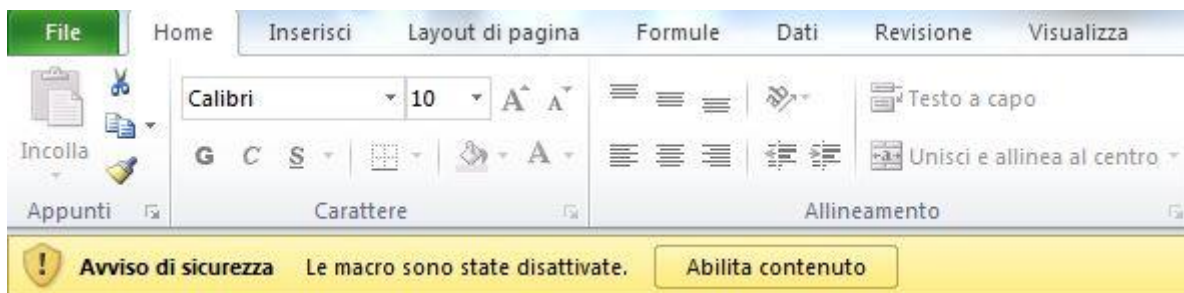 File Home Inserisci Layout di pagina Formule Dati Revisione Visualizza
Calibri 10 A A Testo a capo
Incolla G C S A Unisci e allinea al centro
Appunti Carattere Allineamento
Avviso di sicurezza Le macro sono state disattivate. Abilita contenuto